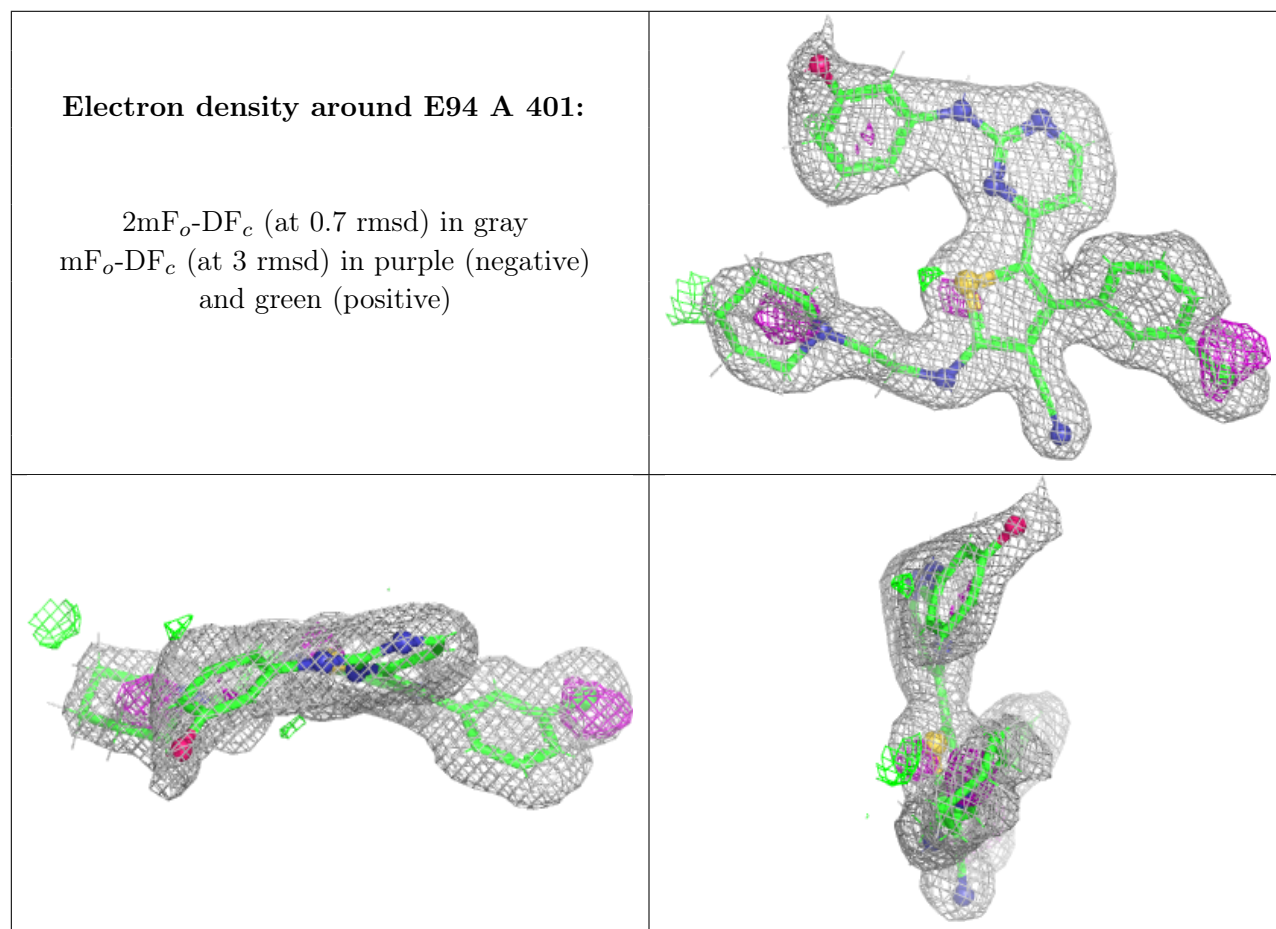 Electron density around E94 A 401:
2mFo-DFc (at 0.7 rmsd) in gray
mFo-DFc (at 3 rmsd) in purple (negative)
and green (positive)